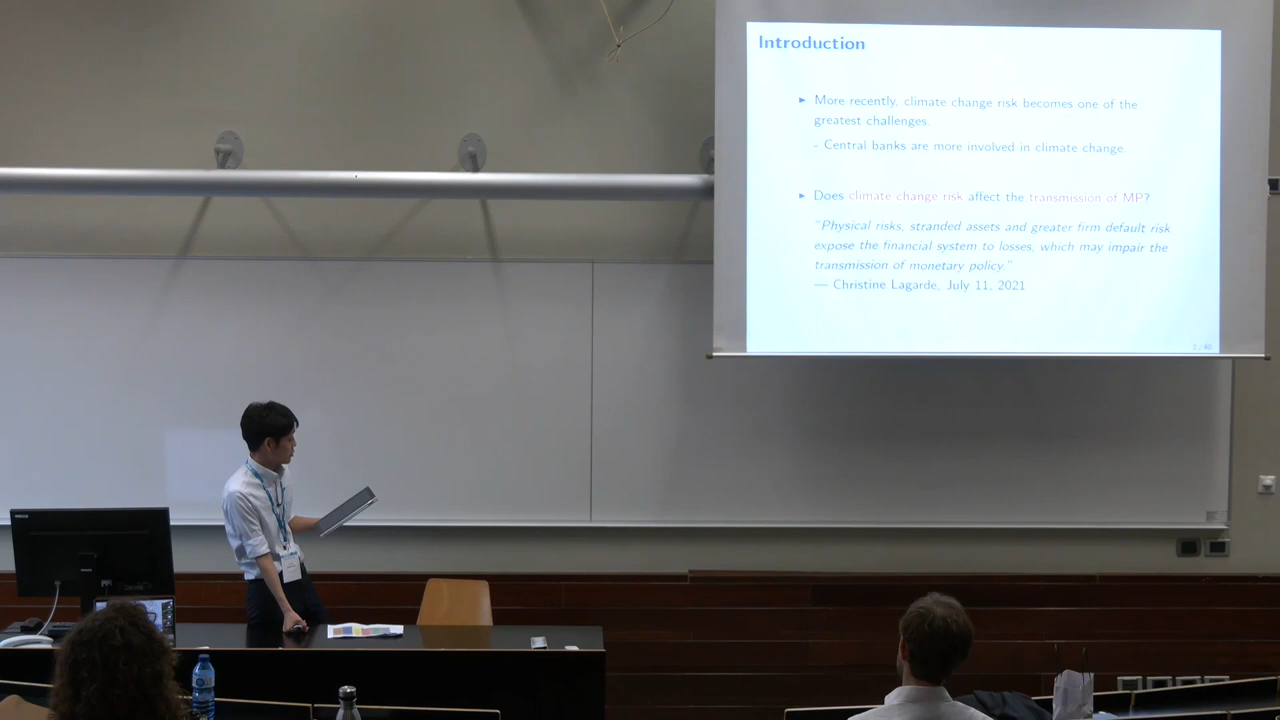 Introduction
► More recently, climate change risk becomes one of the
greatest challenges.
- Central banks are more involved in climate change.
► Does climate change risk affect the transmission of MP?
"Physical risks, stranded assets and greater firm default risk
expose the financial system to losses, which may impair the
transmission of monetary policy."
— Christine Lagarde, July 11, 2021
2 / 40